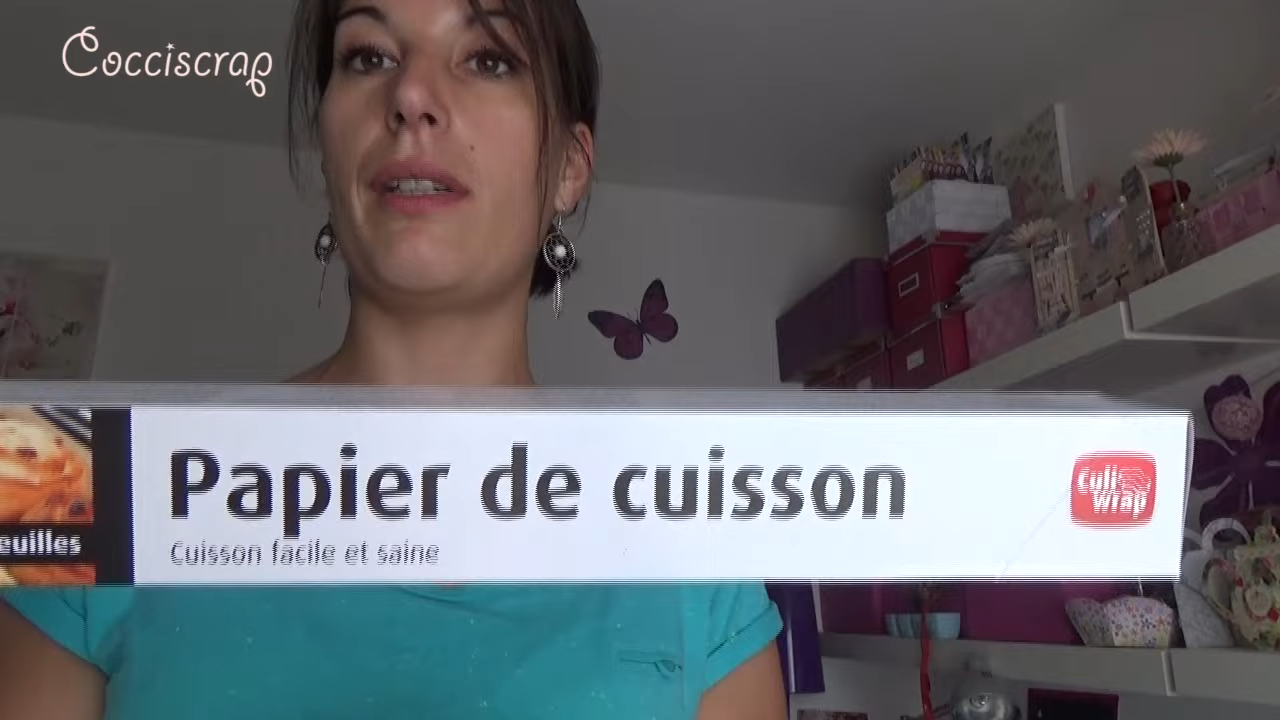 Cocciscrap
Papier de cuisson
Cuisson facile et saine
euilles
Culi
wrap